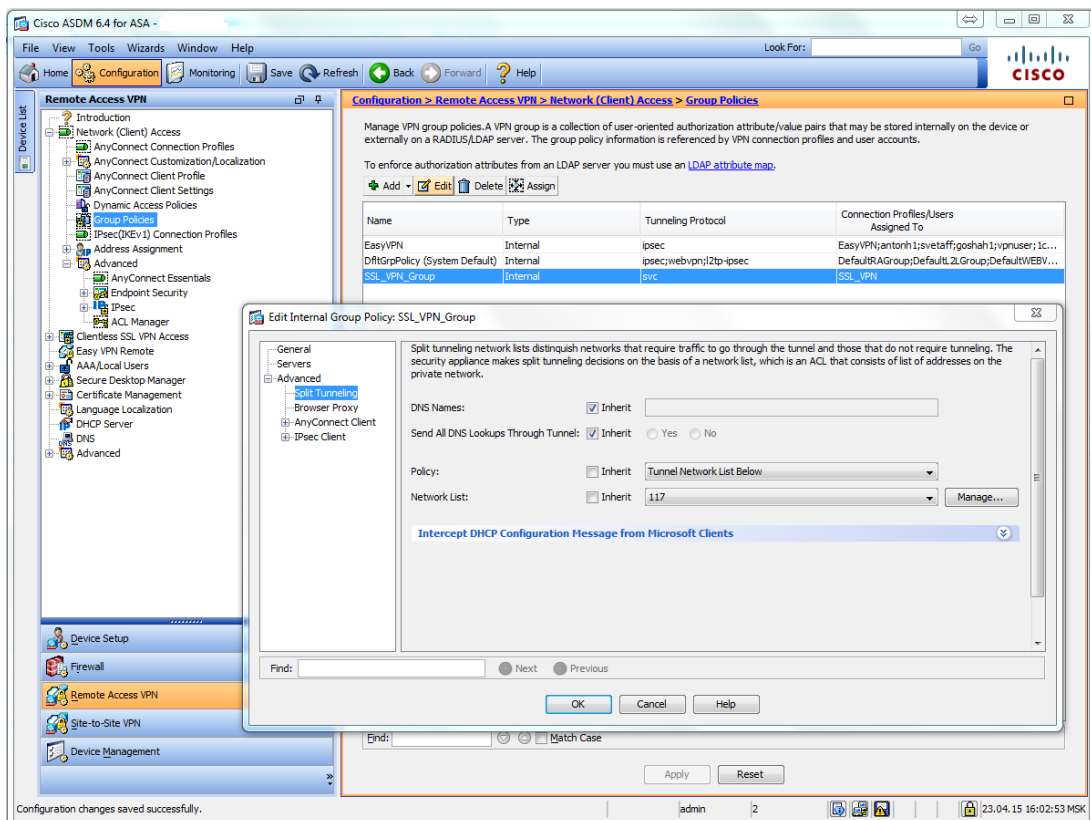 Cisco ASDM 6.4 for ASA -
File View Tools Wizards Window Help
Look For: Go
Home Configuration Monitoring Save Refresh Back Forward Help
CISCO
Device List
Remote Access VPN
Introduction
Network (Client) Access
AnyConnect Connection Profiles
AnyConnect Customization/Localization
AnyConnect Client Profile
AnyConnect Client Settings
Dynamic Access Policies
Group Policies
IPsec(IKEv1) Connection Profiles
Address Assignment
Advanced
AnyConnect Essentials
Endpoint Security
IPsec
ACL Manager
Clientless SSL VPN Access
Easy VPN Remote
AAA/Local Users
Secure Desktop Manager
Certificate Management
Language Localization
DHCP Server
DNS
Advanced
Device Setup
Firewall
Remote Access VPN
Site-to-Site VPN
Device Management
Configuration > Remote Access VPN > Network (Client) Access > Group Policies
Manage VPN group policies.A VPN group is a collection of user-oriented authorization attribute/value pairs that may be stored internally on the device or
externally on a RADIUS/LDAP server. The group policy information is referenced by VPN connection profiles and user accounts.
To enforce authorization attributes from an LDAP server you must use an LDAP attribute map.
Add Edit Delete Assign
Name Type Tunneling Protocol Connection Profiles/Users
Assigned To
EasyVPN Internal ipsec EasyVPN;antonh1;svetaff;goshah1;vpnuser;1c...
DfltGrpPolicy (System Default) Internal ipsec;webvpn;l2tp-ipsec DefaultRAGroup;DefaultL2LGroup;DefaultWEBV...
SSL_VPN_Group Internal svc SSL_VPN
Edit Internal Group Policy: SSL_VPN_Group
General
Servers
Advanced
Split Tunneling
Browser Proxy
AnyConnect Client
IPsec Client
Split tunneling network lists distinquish networks that require traffic to go through the tunnel and those that do not require tunneling. The
security appliance makes split tunneling decisions on the basis of a network list, which is an ACL that consists of list of addresses on the
private network.
DNS Names: Inherit
Send All DNS Lookups Through Tunnel: Inherit Yes No
Policy: Inherit Tunnel Network List Below
Network List: Inherit 117 Manage...
Intercept DHCP Configuration Message from Microsoft Clients
Find: Next Previous
OK Cancel Help
Find: Match Case
Apply Reset
Configuration changes saved successfully. admin 2 23.04.15 16:02:53 MSK